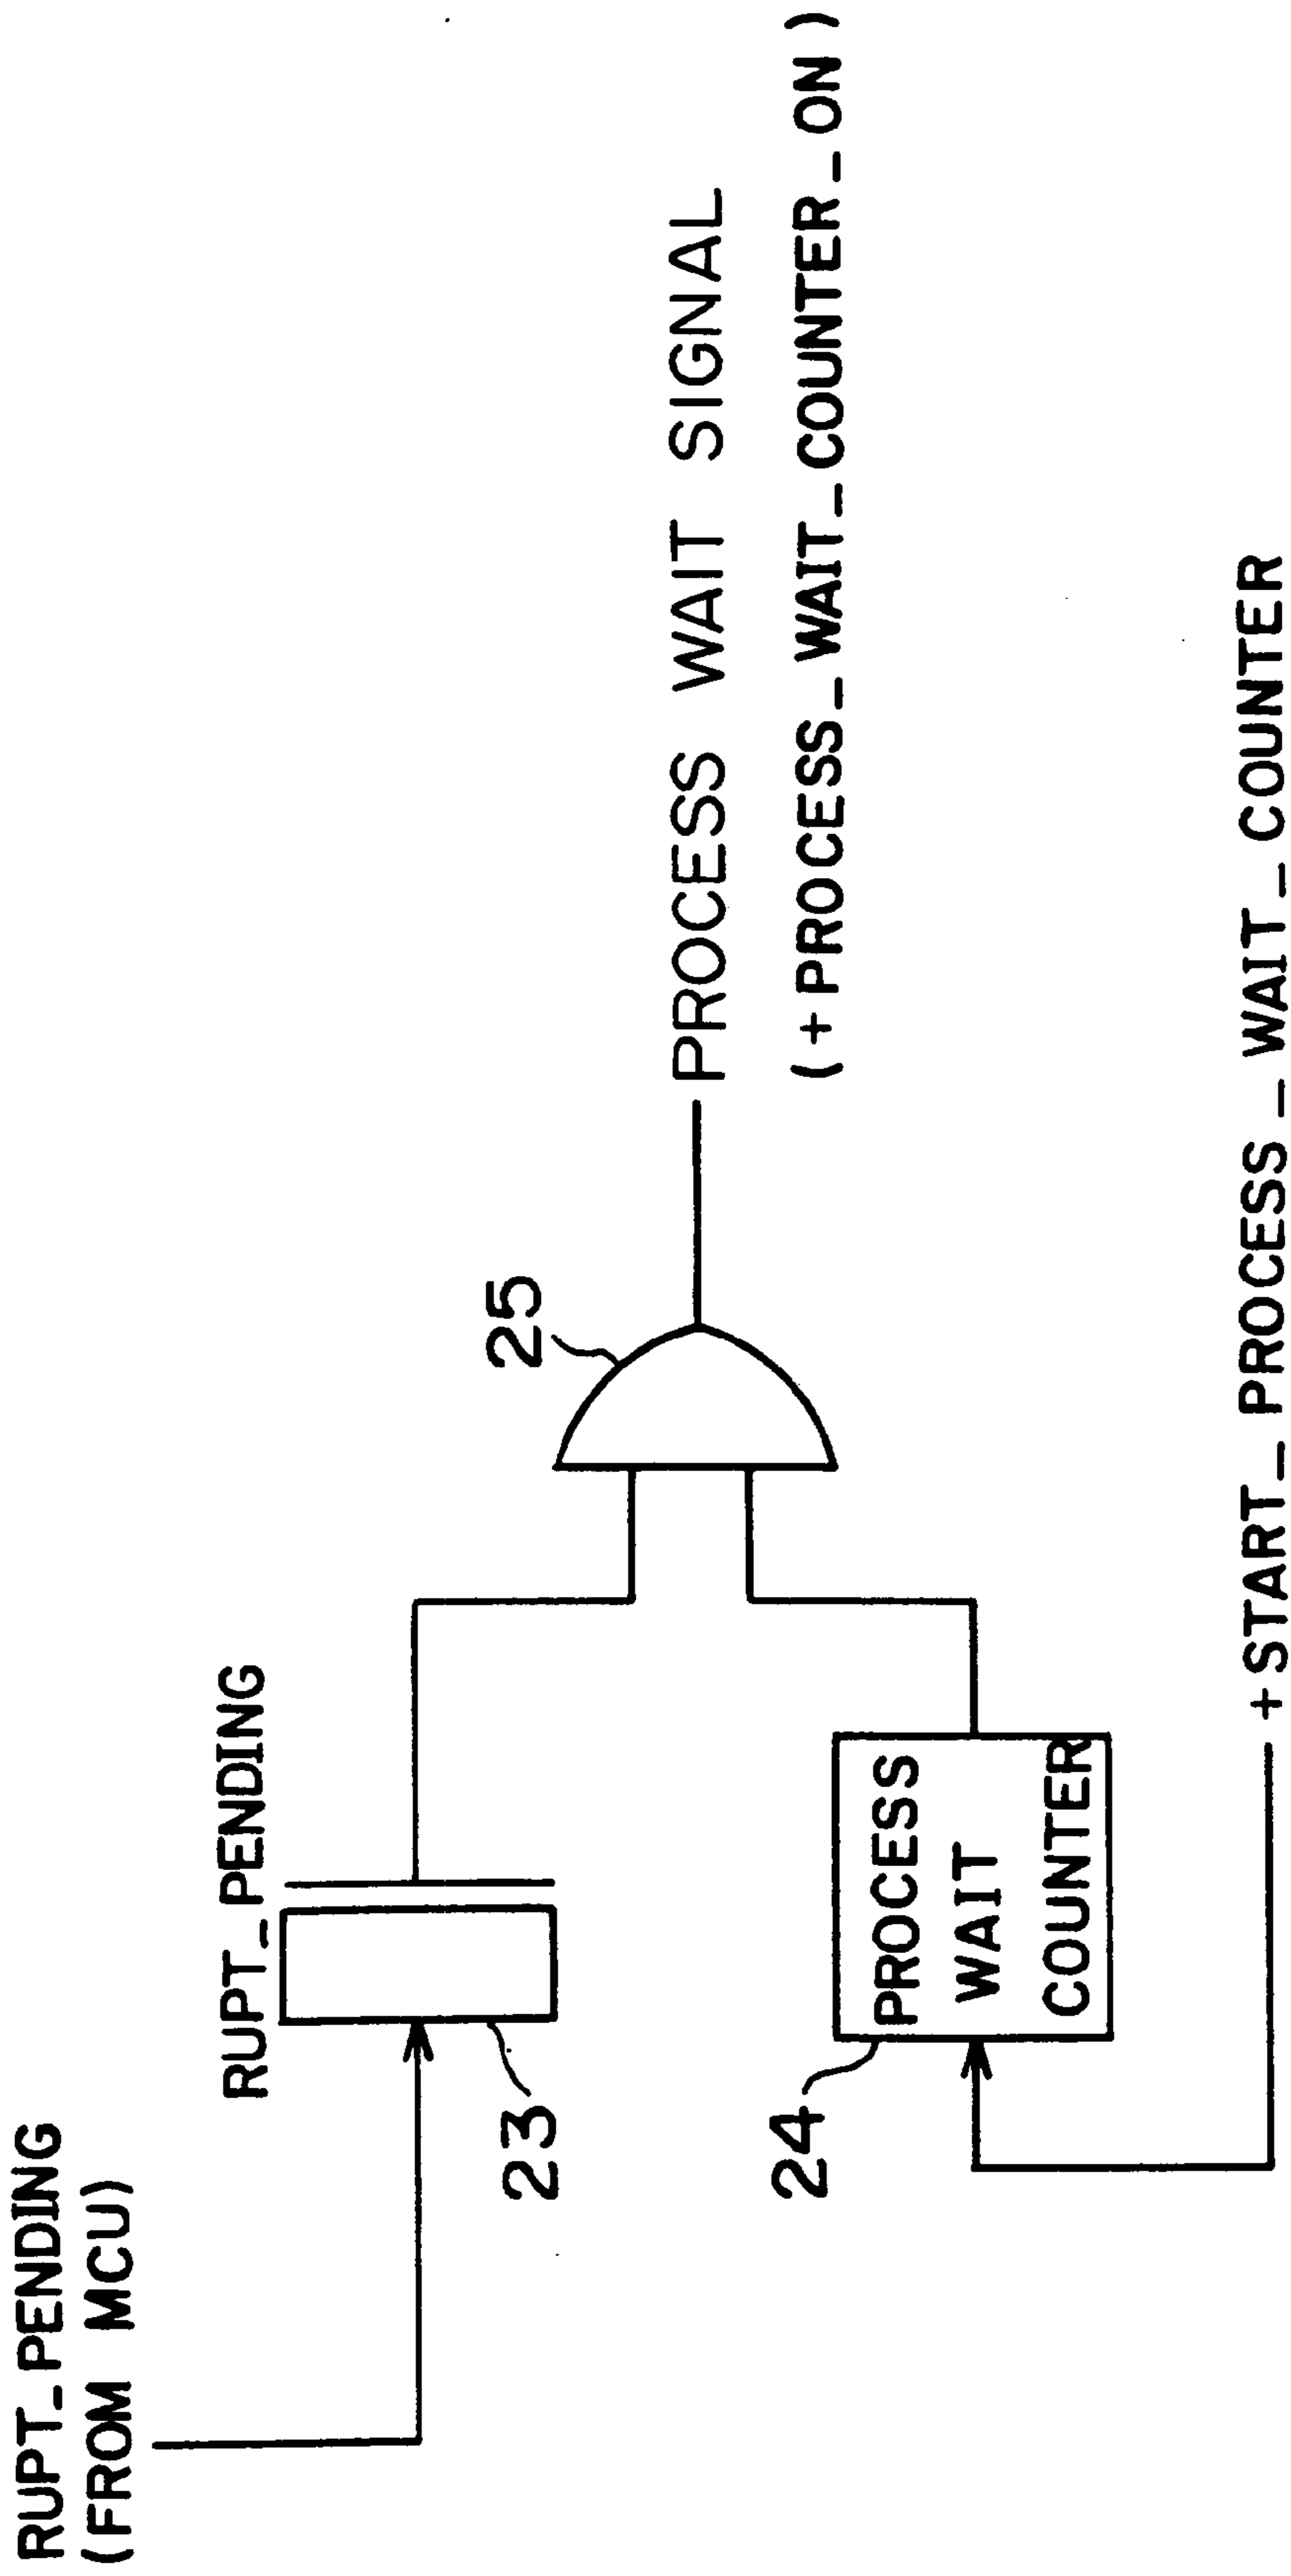 RUPT_PENDING
(FROM MCU)
RUPT_PENDING
23
25
PROCESS WAIT SIGNAL
(+PROCESS_WAIT_COUNTER_ON)
24
PROCESS
WAIT
COUNTER
+START_PROCESS_WAIT_COUNTER